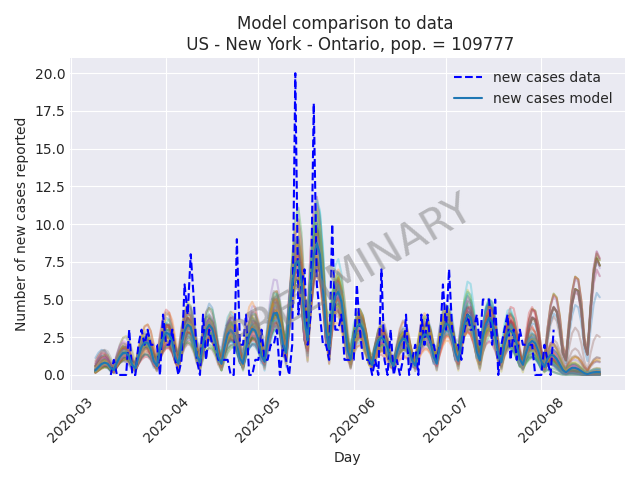 Model comparison to data
US - New York - Ontario, pop. = 109777
20.0
17.5
15.0
12.5
10.0
7.5
5.0
2.5
0.0
Number of new cases reported
new cases data
new cases model
PRELIMINARY
2020-03
2020-04
2020-05
2020-06
2020-07
2020-08
Day